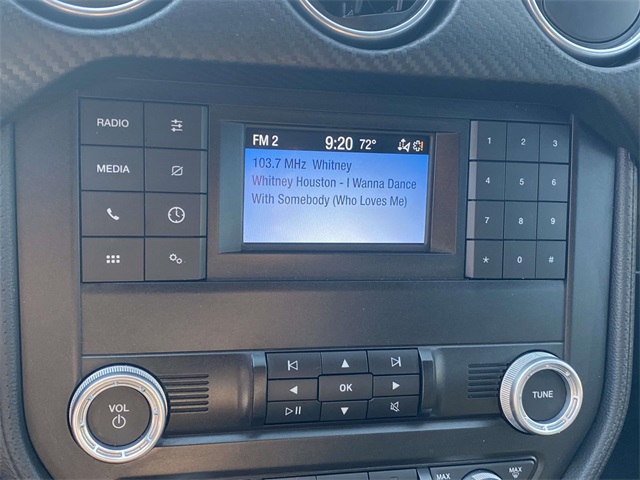 FM 2 9:20 72°
103.7 MHz Whitney
Whitney Houston - I Wanna Dance
With Somebody (Who Loves Me)
RADIO
MEDIA
1 2 3
4 5 6
7 8 9
* 0 #
OK
VOL
TUNE
MAX
MAX